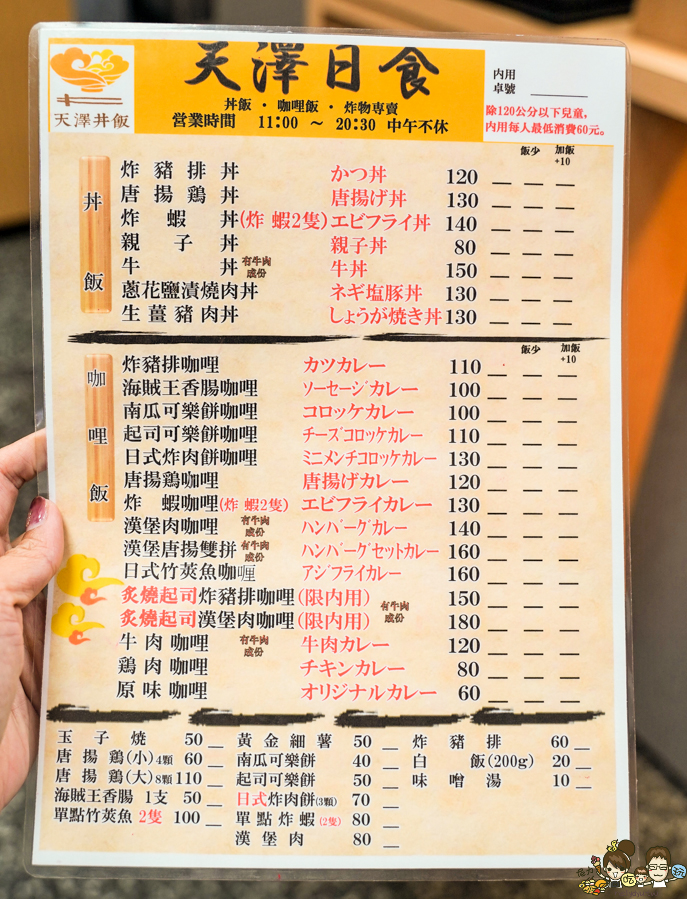 天澤日食
天澤丼飯
丼飯 · 咖哩飯 · 炸物專賣
營業時間 11:00 ～ 20:30 中午不休
內用
桌號
除120公分以下兒童,
內用每人最低消費60元。
飯少 加飯
+10
丼飯
炸豬排丼 かつ丼 120
唐揚鶏丼 唐揚げ丼 130
炸蝦丼(炸 蝦2隻) エビフライ丼 140
親子丼 親子丼 80
牛丼 有牛肉成份 牛丼 150
蔥花鹽漬燒肉丼 ネギ塩豚丼 130
生薑豬肉丼 しょうが焼き丼 130
飯少 加飯
+10
咖哩飯
炸豬排咖哩 カツカレー 110
海賊王香腸咖哩 ソーセージカレー 100
南瓜可樂餅咖哩 コロッケカレー 100
起司可樂餅咖哩 チーズコロッケカレー 110
日式炸肉餅咖哩 ミニメンチコロッケカレー 130
唐揚鶏咖哩 唐揚げカレー 120
炸 蝦咖哩(炸 蝦2隻) エビフライカレー 130
漢堡肉咖哩 有牛肉成份 ハンバーグカレー 140
漢堡唐揚雙拼 有牛肉成份 ハンバーグセットカレー 160
日式竹莢魚咖喱 アジフライカレー 160
炙燒起司炸豬排咖哩(限內用) 150
炙燒起司漢堡肉咖哩(限內用) 有牛肉成份 180
牛肉咖哩 有牛肉成份 牛肉カレー 120
鶏肉咖哩 チキンカレー 80
原味咖哩 オリジナルカレー 60
玉子燒 50 黃金細薯 50 炸豬排 60
唐揚鶏(小)4顆 60 南瓜可樂餅 40 白飯(200g) 20
唐揚鶏(大)8顆 110 起司可樂餅 50 味噌湯 10
海賊王香腸 1支 50 日式炸肉餅(3顆) 70
單點竹莢魚 2隻 100 單點炸蝦(2隻) 80
漢堡肉 80